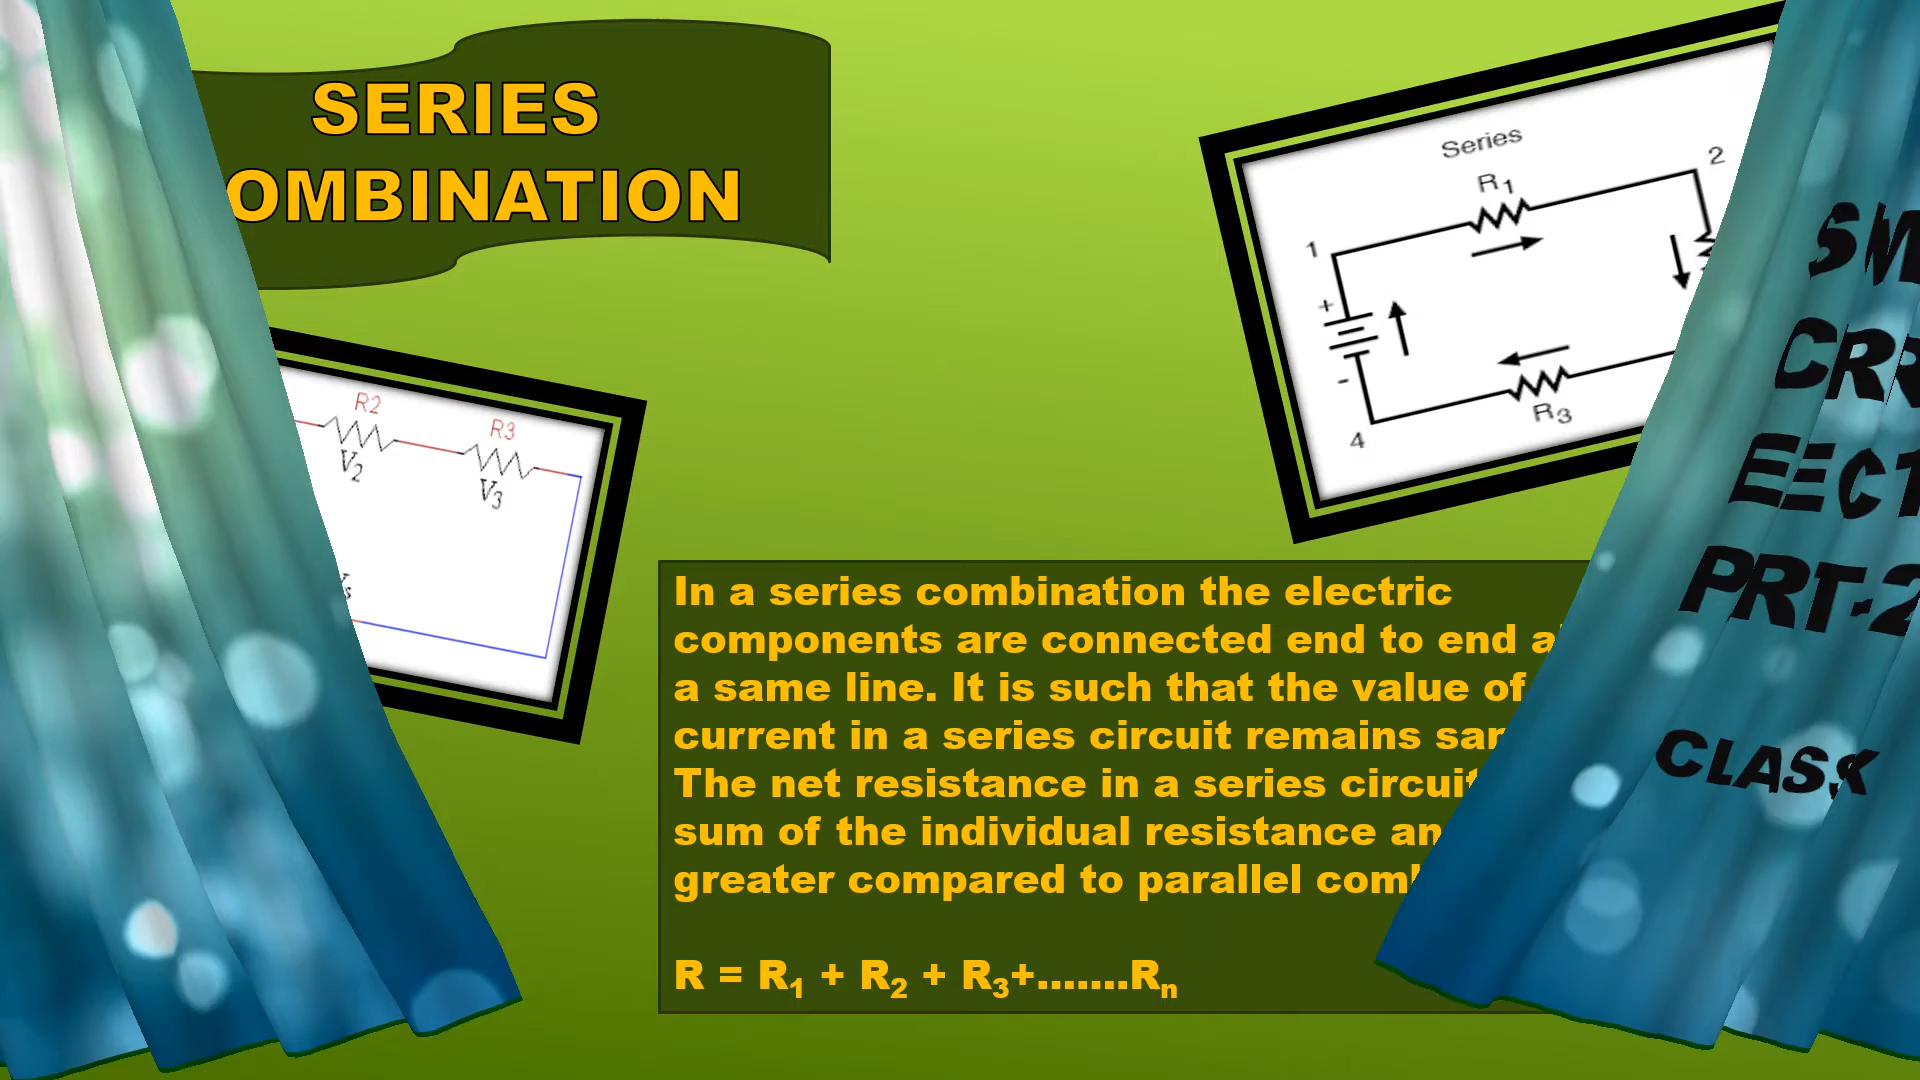 SERIES
OMBINATION
Series
R1
2
1
+
-
R3
4
R2
R3
V2
V3
In a series combination the electric
components are connected end to end
a same line. It is such that the value of
current in a series circuit remains
The net resistance in a series circuit
sum of the individual resistance
greater compared to parallel
R = R1 + R2 + R3+.......Rn
PRT-2
CLASS